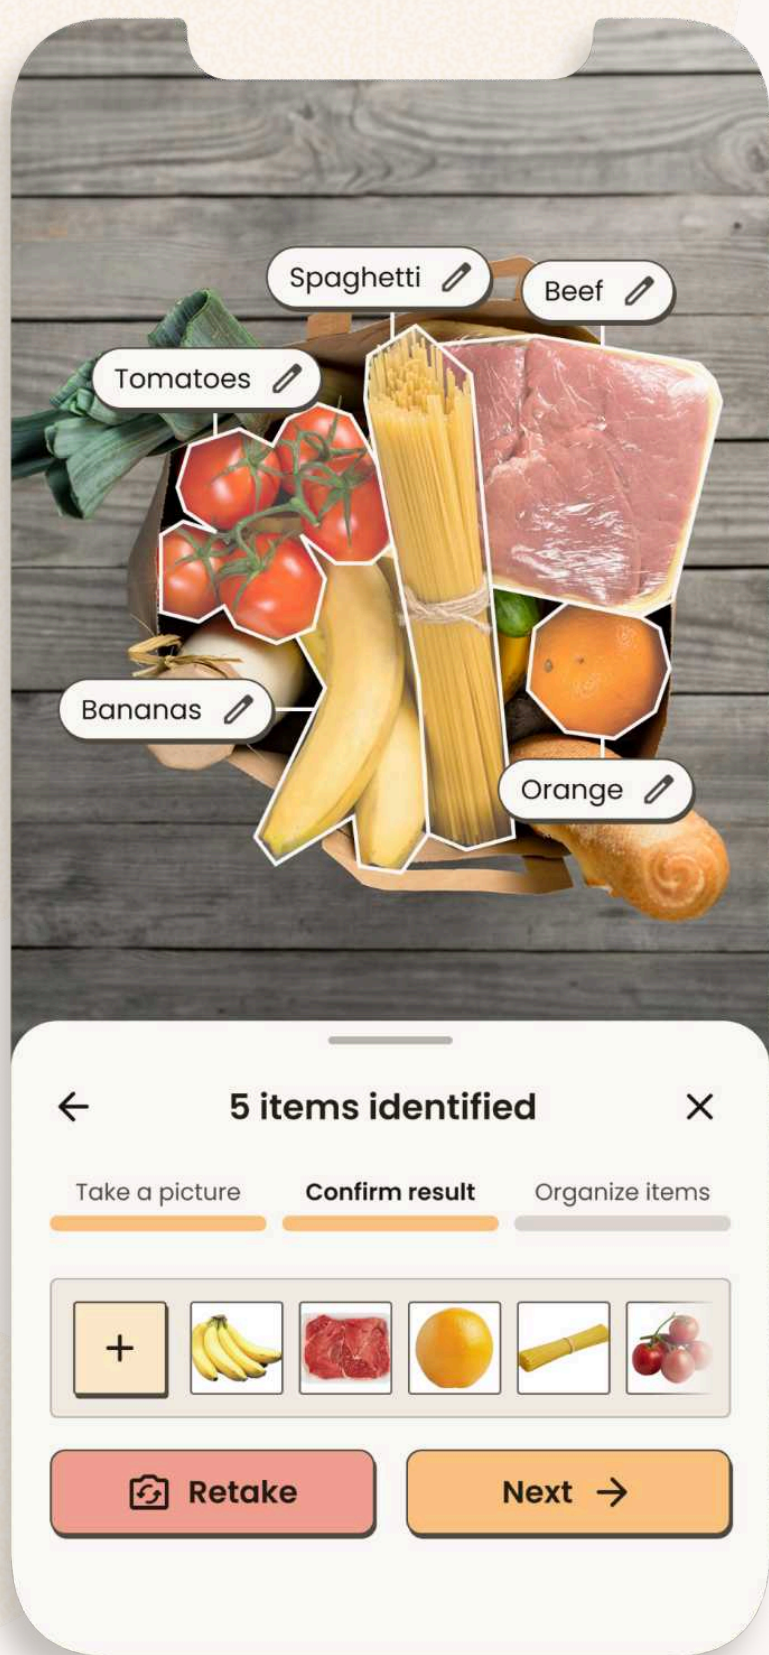 Spaghetti
Beef
Tomatoes
Bananas
Orange
5 items identified
Take a picture
Confirm result
Organize items
+
Retake
Next →